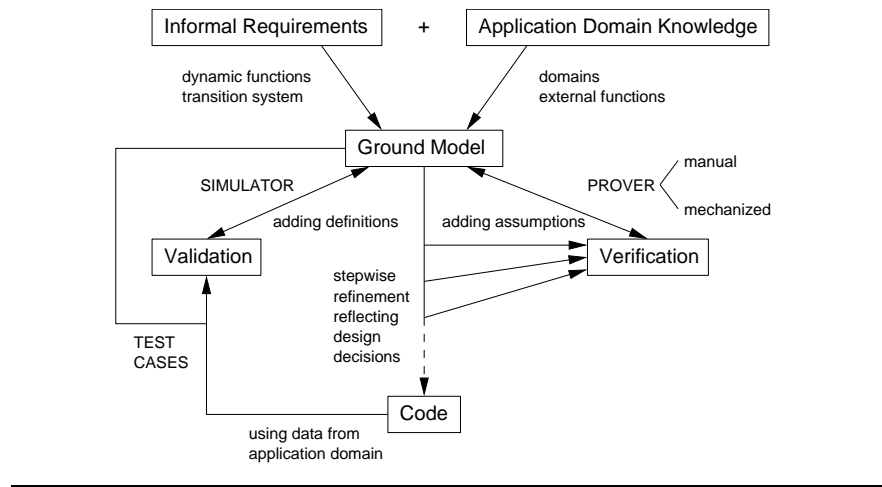 Informal Requirements + Application Domain Knowledge
dynamic functions
transition system
domains
external functions
Ground Model
SIMULATOR
PROVER
manual
mechanized
adding definitions
adding assumptions
Validation
Verification
stepwise
refinement
reflecting
design
decisions
TEST
CASES
Code
using data from
application domain